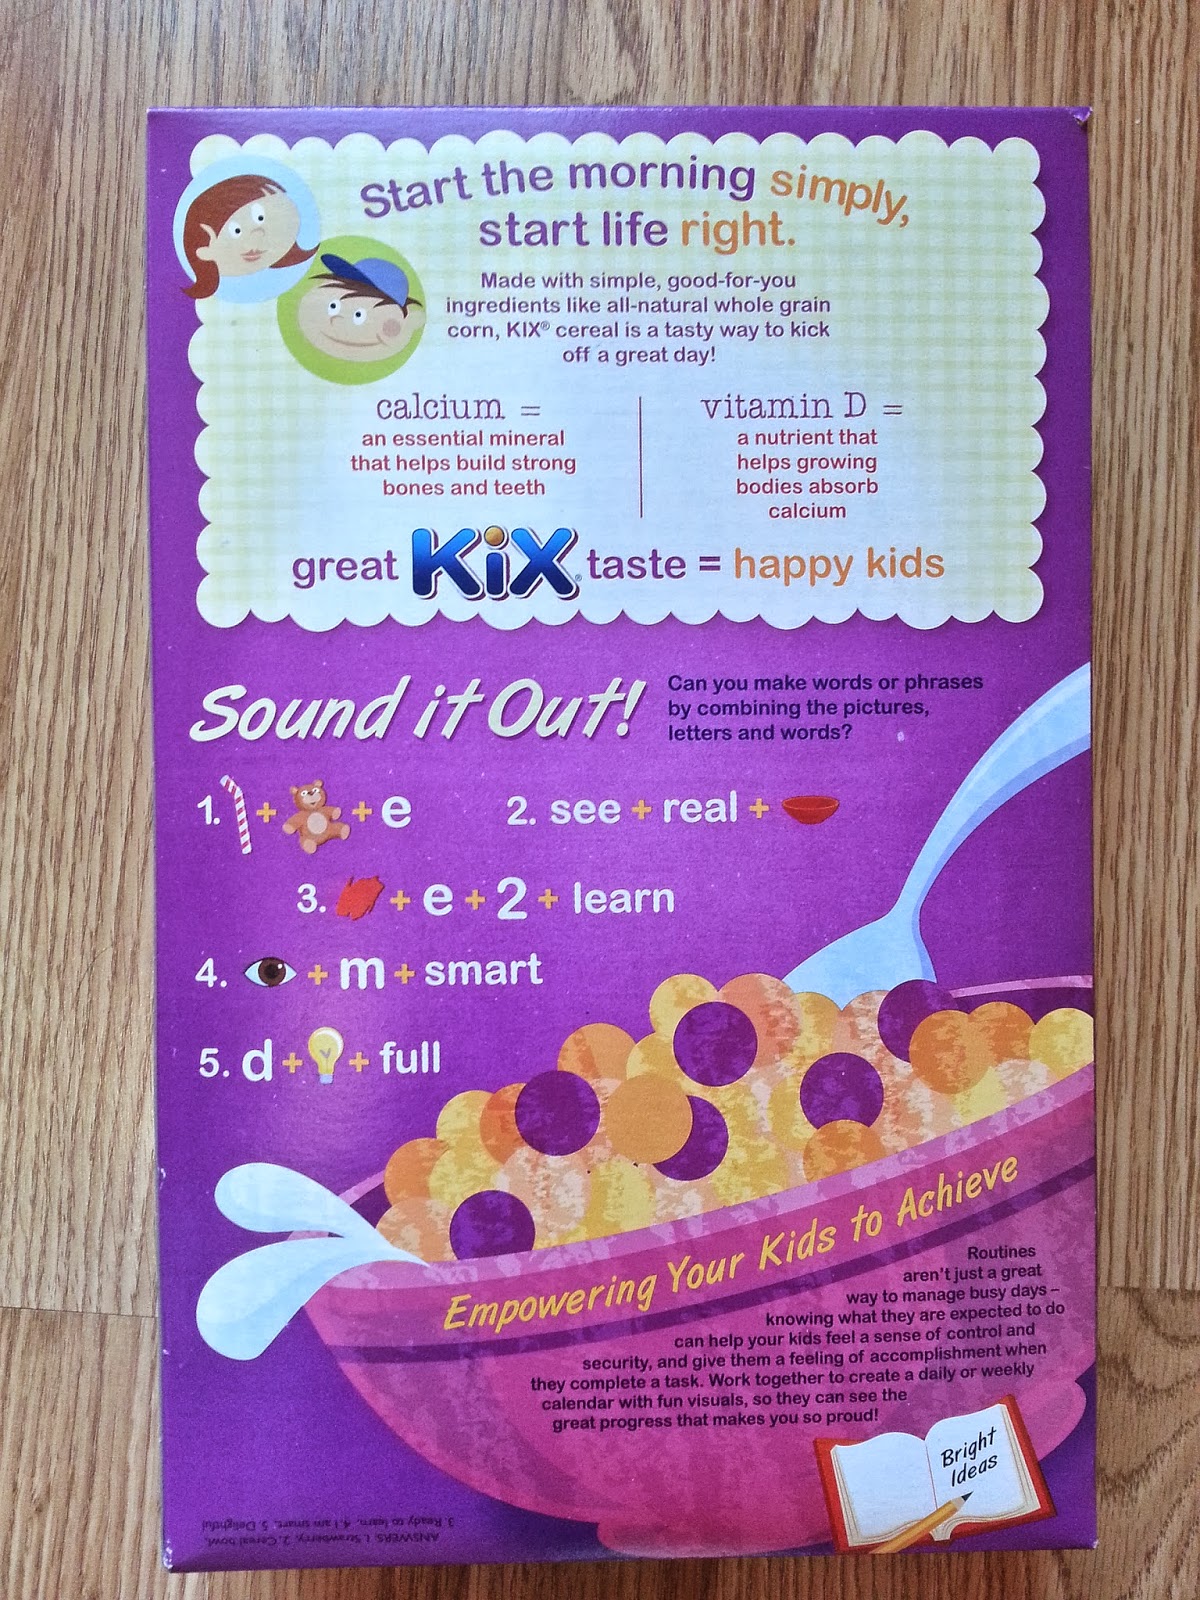 Start the morning simply,
start life right.
Made with simple, good-for-you
ingredients like all-natural whole grain
corn, KIX® cereal is a tasty way to kick
off a great day!
calcium =
an essential mineral
that helps build strong
bones and teeth
vitamin D =
a nutrient that
helps growing
bodies absorb
calcium
great KiX® taste = happy kids
Sound it Out!
Can you make words or phrases
by combining the pictures,
letters and words?
1. + + e
2. see + real +
3. + e + 2 + learn
4. + m + smart
5. d + + full
Empowering Your Kids to Achieve
Routines
aren't just a great
way to manage busy days –
knowing what they are expected to do
can help your kids feel a sense of control and
security, and give them a feeling of accomplishment when
they complete a task. Work together to create a daily or weekly
calendar with fun visuals, so they can see the
great progress that makes you so proud!
Bright
Ideas
ANSWERS: 1. Strawberry, 2. Cereal bowl,
3. Ready to learn, 4. I am smart, 5. Delightful